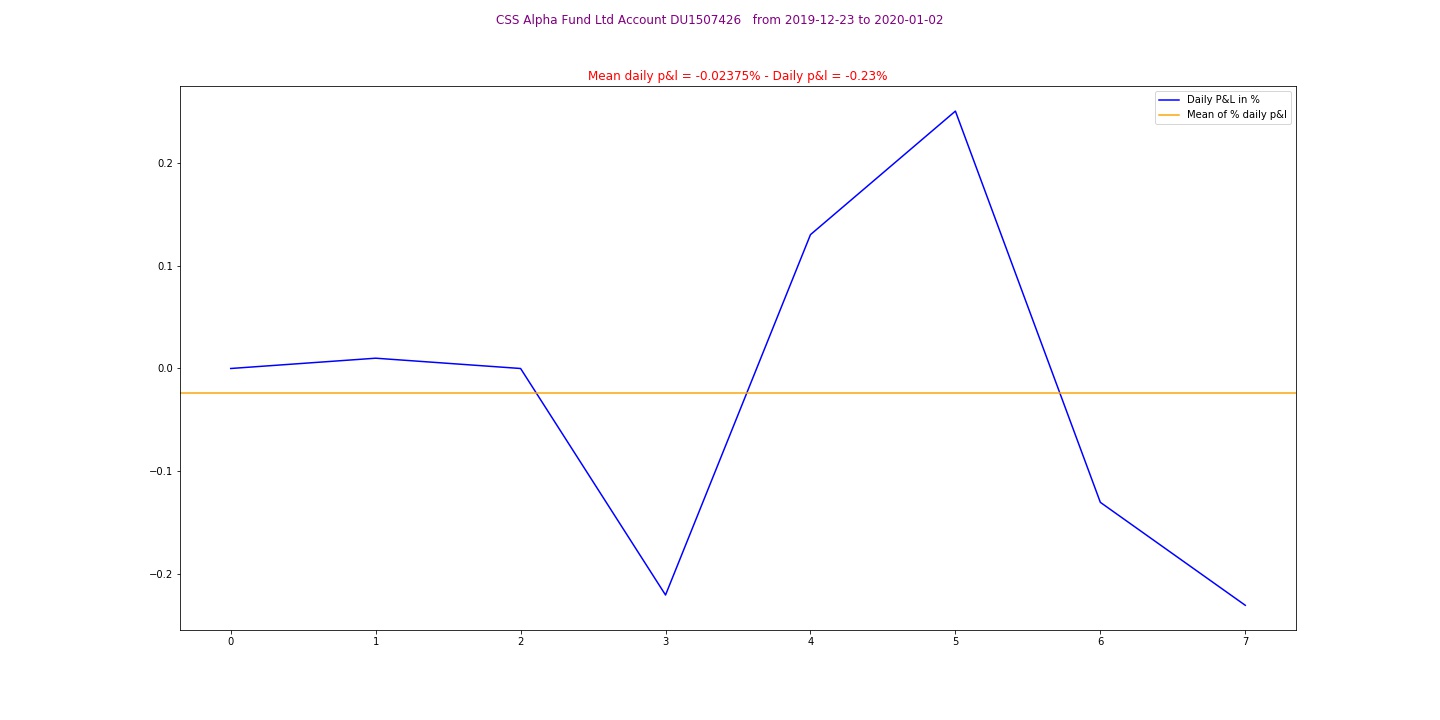 CSS Alpha Fund Ltd Account DU1507426   from 2019-12-23 to 2020-01-02
Mean daily p&l = -0.02375% - Daily p&l = -0.23%
Daily P&L in %
Mean of % daily p&l
0.2
0.1
0.0
−0.1
−0.2
0 1 2 3 4 5 6 7